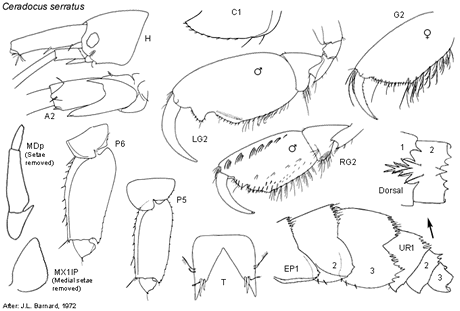 Ceradocus serratus
C1
G2
♀
H
♂
A2
LG2
MDp
(Setae
removed)
P6
♂
RG2
1 2
Dorsal
P5
MX1IP
(Medial setae
removed)
T
EP1
2
3
UR1
2
3
After: J.L. Barnard, 1972